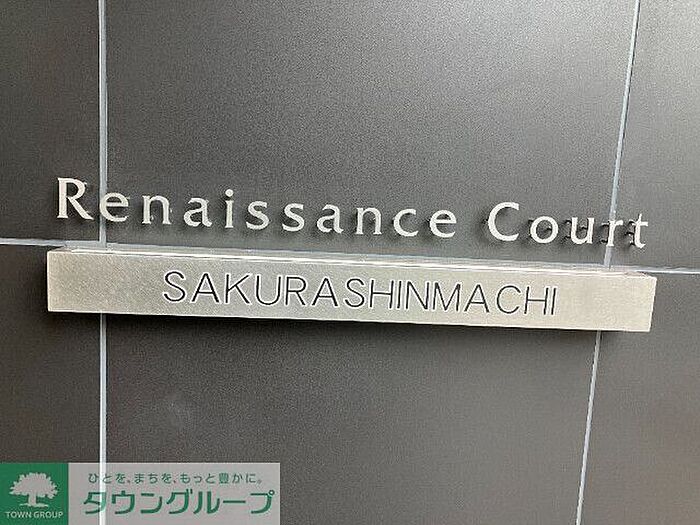 Renaissance Court
SAKURASHINMACHI
ひとを、まちを、もっと豊かに。
タウングループ
TOWN GROUP